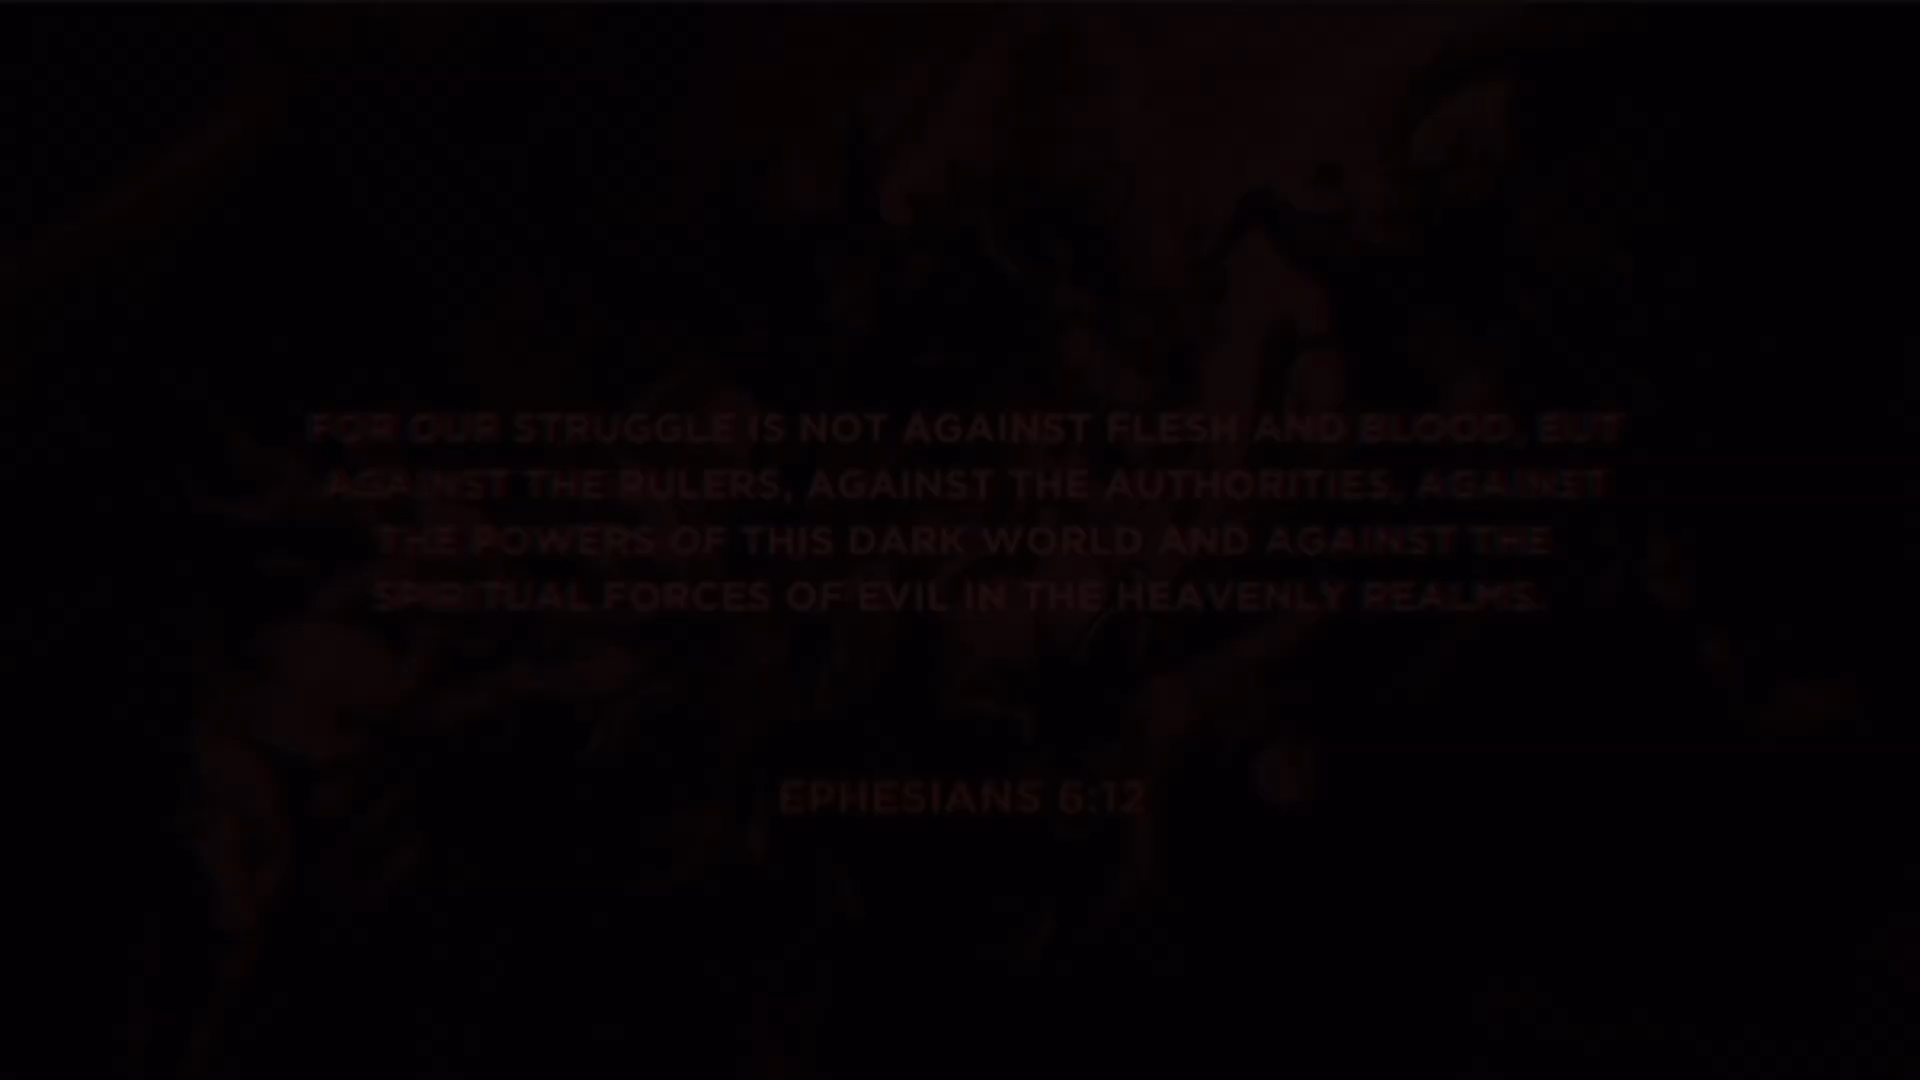 FOR OUR STRUGGLE IS NOT AGAINST FLESH AND BLOOD, BUT
AGAINST THE RULERS, AGAINST THE AUTHORITIES, AGAINST
THE POWERS OF THIS DARK WORLD AND AGAINST THE
SPIRITUAL FORCES OF EVIL IN THE HEAVENLY REALMS.
EPHESIANS 6:12